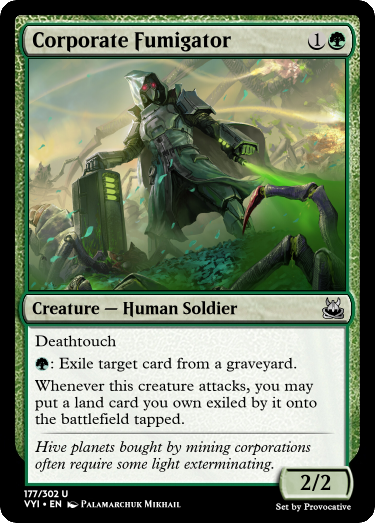 Corporate Fumigator 1
Creature — Human Soldier
Deathtouch
: Exile target card from a graveyard.
Whenever this creature attacks, you may
put a land card you own exiled by it onto
the battlefield tapped.
Hive planets bought by mining corporations
often require some light exterminating.
2/2
177/302 U
VYI • EN Palamarchuk Mikhail
Set by Provocative